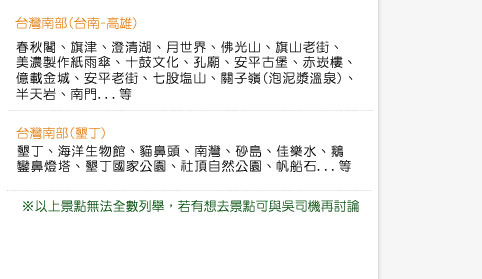 台灣南部(台南-高雄)
春秋閣、旗津、澄清湖、月世界、佛光山、旗山老街、
美濃製作紙雨傘、十鼓文化、孔廟、安平古堡、赤崁樓、
億載金城、安平老街、七股塩山、關子嶺(泡泥漿溫泉)、
半天岩、南門...等
台灣南部(墾丁)
墾丁、海洋生物館、貓鼻頭、南灣、砂島、佳樂水、鵝
鑾鼻燈塔、墾丁國家公園、社頂自然公園、帆船石...等
※以上景點無法全數列舉，若有想去景點可與吳司機再討論